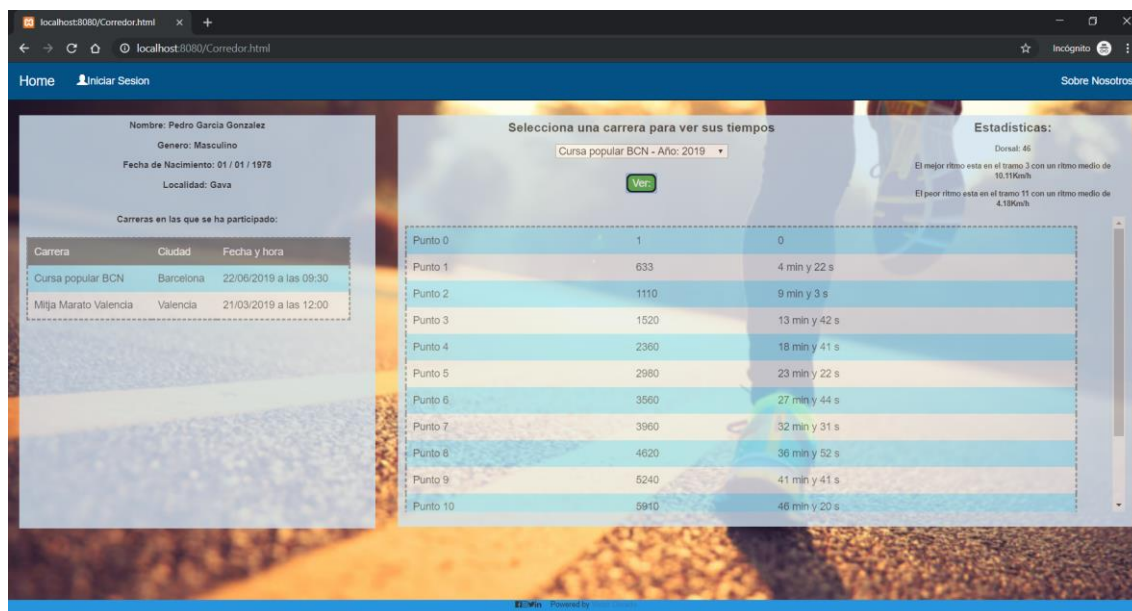 localhost:8080/Corredor.html
localhost:8080/Corredor.html
Incógnito
Home
Iniciar Sesion
Sobre Nosotros
Nombre: Pedro Garcia Gonzalez
Genero: Masculino
Fecha de Nacimiento: 01 / 01 / 1978
Localidad: Gava
Carreras en las que se ha participado:
Carrera Ciudad Fecha y hora
Cursa popular BCN Barcelona 22/06/2019 a las 09:30
Mitja Marato Valencia Valencia 21/03/2019 a las 12:00
Selecciona una carrera para ver sus tiempos
Cursa popular BCN - Año: 2019
Ver:
Estadísticas:
Dorsal: 46
El mejor ritmo esta en el tramo 3 con un ritmo medio de
10.11Km/h
El peor ritmo esta en el tramo 11 con un ritmo medio de
4.18Km/h
Punto 0 1 0
Punto 1 633 4 min y 22 s
Punto 2 1110 9 min y 3 s
Punto 3 1520 13 min y 42 s
Punto 4 2360 18 min y 41 s
Punto 5 2980 23 min y 22 s
Punto 6 3560 27 min y 44 s
Punto 7 3960 32 min y 31 s
Punto 8 4620 36 min y 52 s
Punto 9 5240 41 min y 41 s
Punto 10 5910 46 min y 20 s
Powered by